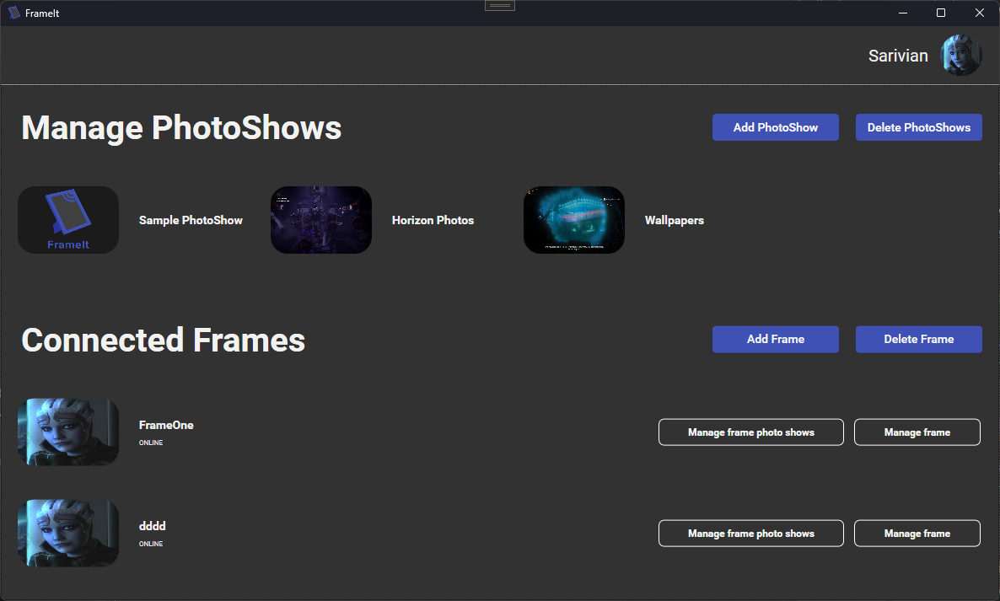 FrameIt
Sarivian
Manage PhotoShows
Add PhotoShow
Delete PhotoShows
FrameIt
Sample PhotoShow
Horizon Photos
Wallpapers
Connected Frames
Add Frame
Delete Frame
FrameOne
ONLINE
Manage frame photo shows
Manage frame
dddd
ONLINE
Manage frame photo shows
Manage frame